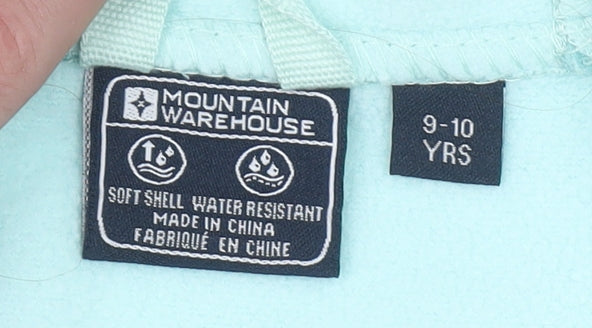 MOUNTAIN
WAREHOUSE
SOFT SHELL WATER RESISTANT
MADE IN CHINA
FABRIQUÉ EN CHINE
9-10
YRS